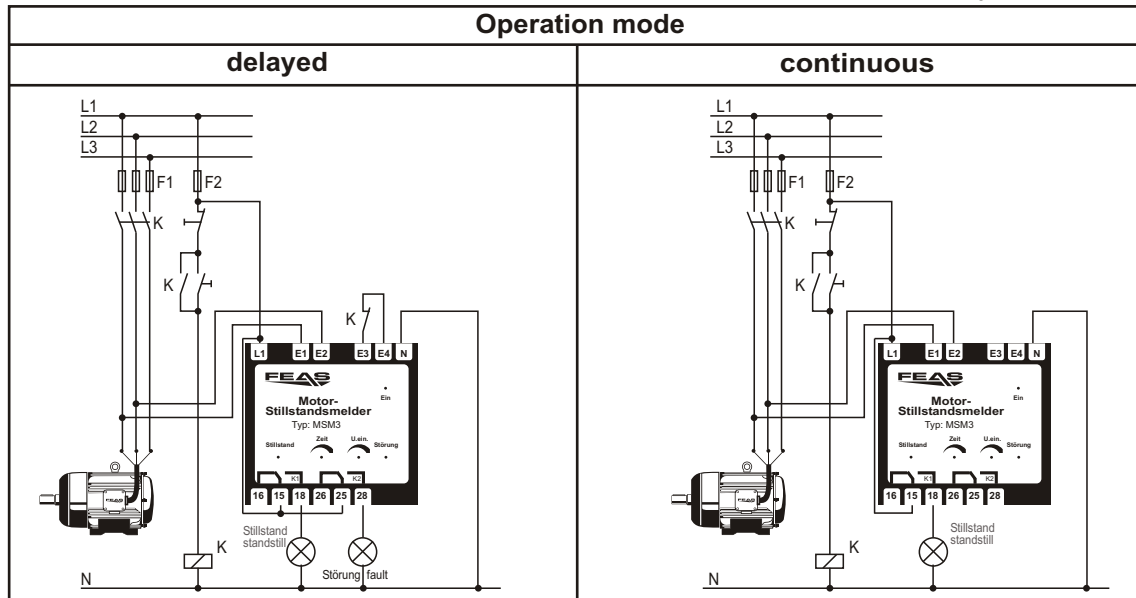 Operation mode
delayed
continuous
L1
L2
L3
F1
F2
K
K
K
L1 E1 E2 E3 E4 N
FEAS
Ein
Motor-
Stillstandsmelder
Typ: MSM3
Stillstand Zeit U.ein. Störung
K1 K2
16 15 18 26 25 28
FEAS
Stillstand
standstill
K
Störung fault
N
L1
L2
L3
F1
F2
K
K
L1 E1 E2 E3 E4 N
FEAS
Ein
Motor-
Stillstandsmelder
Typ: MSM3
Stillstand Zeit U.ein. Störung
K1 K2
16 15 18 26 25 28
FEAS
Stillstand
standstill
K
N